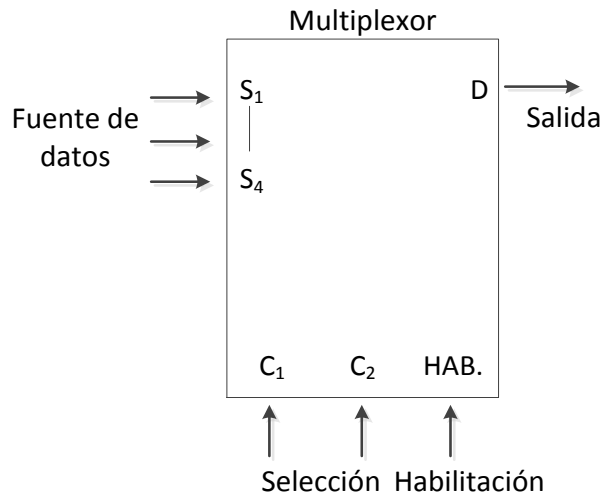 Multiplexor
S₁
D
Fuente de
datos
Salida
S₄
C₁
C₂
HAB.
Selección
Habilitación